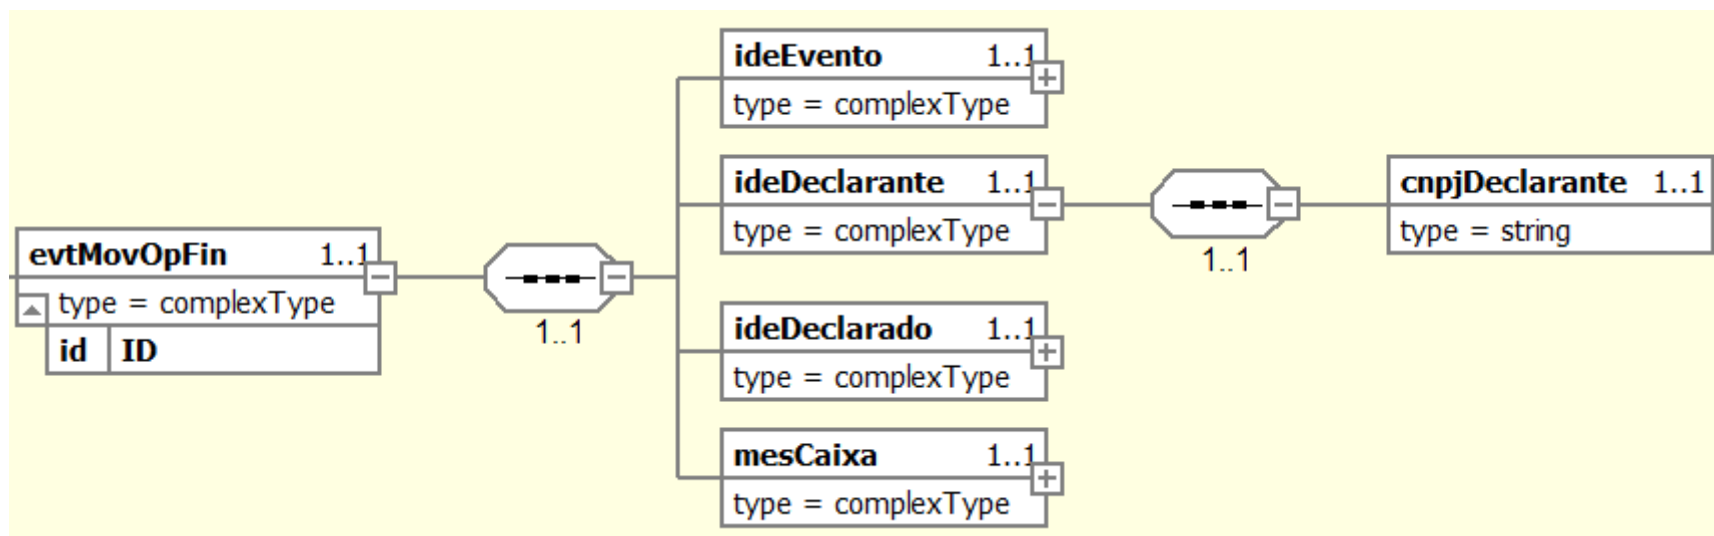 evtMovOpFin 1..1
type = complexType
id ID
1..1
ideEvento 1..1
type = complexType
ideDeclarante 1..1
type = complexType
1..1
cnpjDeclarante 1..1
type = string
ideDeclarado 1..1
type = complexType
mesCaixa 1..1
type = complexType